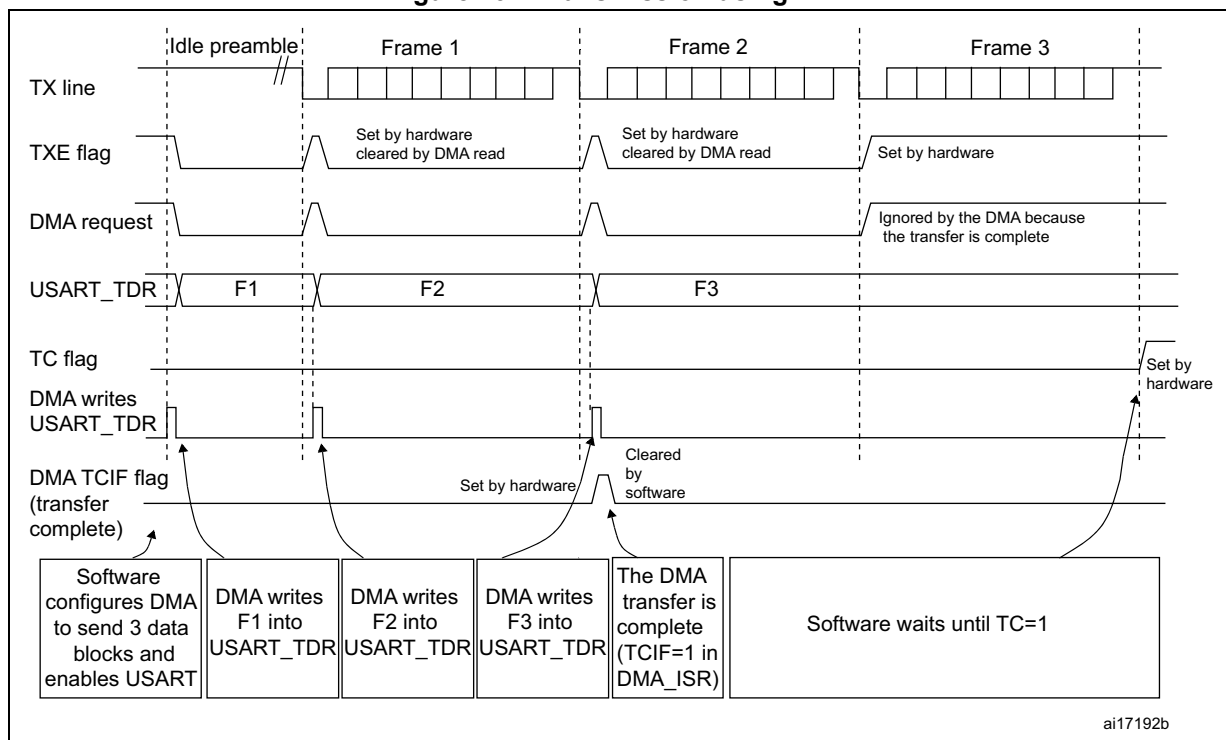 Idle preamble
Frame 1
Frame 2
Frame 3
TX line
TXE flag
Set by hardware
cleared by DMA read
Set by hardware
cleared by DMA read
Set by hardware
DMA request
Ignored by the DMA because
the transfer is complete
USART_TDR
F1
F2
F3
TC flag
Set by
hardware
DMA writes
USART_TDR
DMA TCIF flag
(transfer
complete)
Set by hardware
Cleared
by
software
Software
configures DMA
to send 3 data
blocks and
enables USART
DMA writes
F1 into
USART_TDR
DMA writes
F2 into
USART_TDR
DMA writes
F3 into
USART_TDR
The DMA
transfer is
complete
(TCIF=1 in
DMA_ISR)
Software waits until TC=1
ai17192b